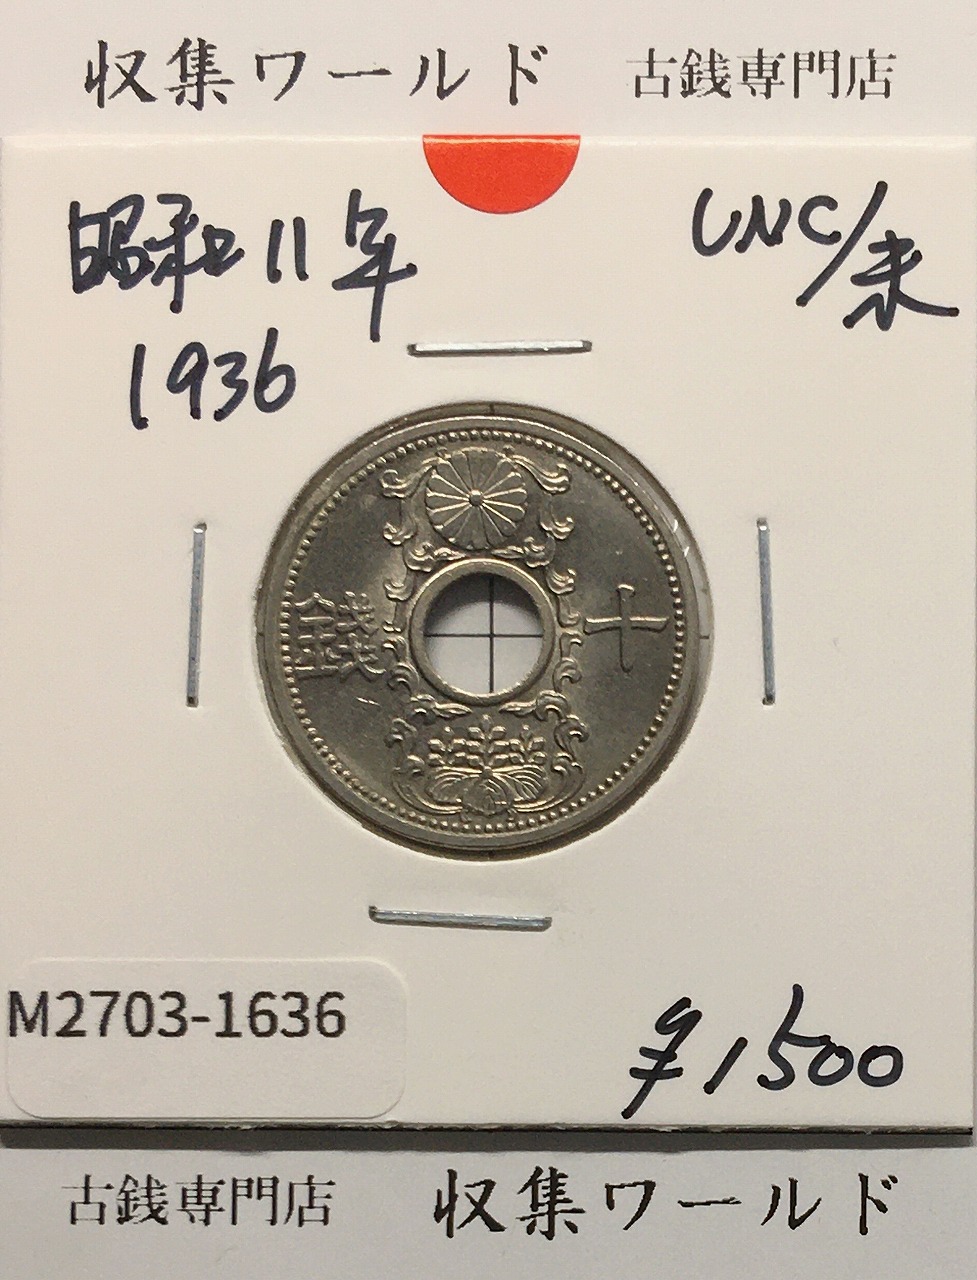 収集ワールド 古銭専門店
昭和11年 UNC/未
1936
錢 十
M2703-1636
¥1500
古銭専門店 収集ワールド